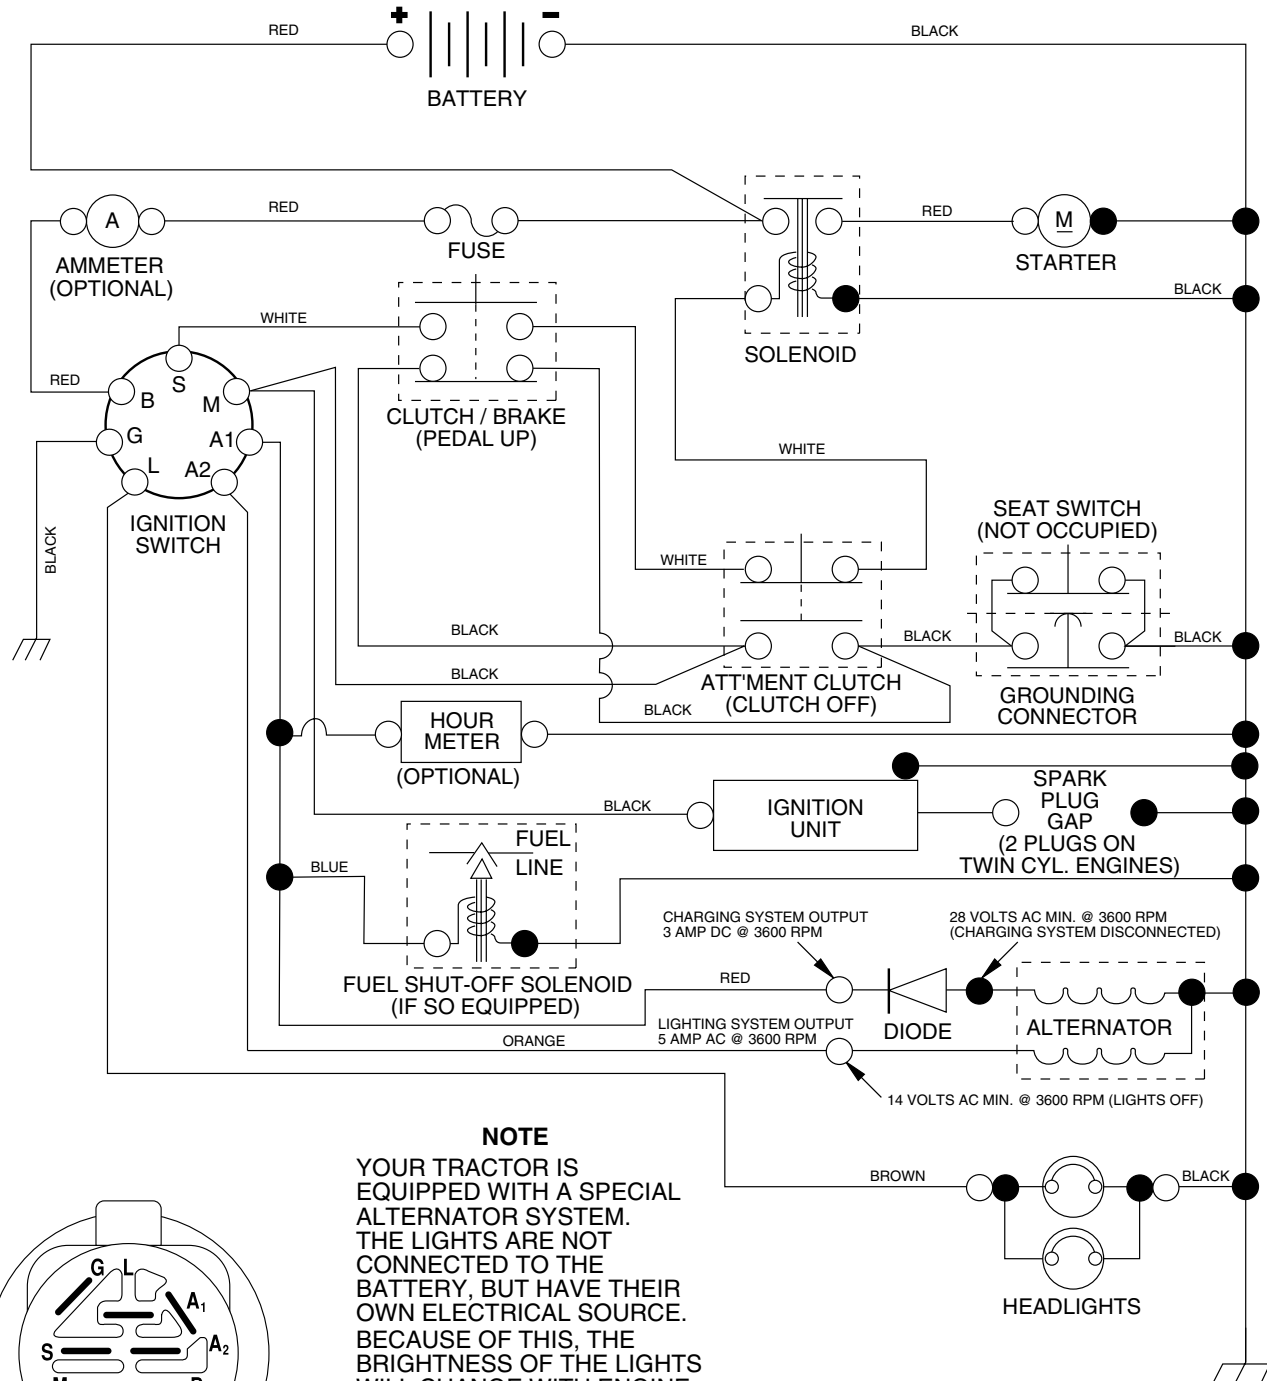 + -
RED
BLACK
BATTERY
A
RED
RED
M
FUSE
AMMETER
(OPTIONAL)
STARTER
BLACK
WHITE
SOLENOID
RED
S
B
M
G
A1
L
A2
CLUTCH / BRAKE
(PEDAL UP)
WHITE
IGNITION
SWITCH
BLACK
SEAT SWITCH
(NOT OCCUPIED)
WHITE
BLACK
BLACK
BLACK
BLACK
ATT'MENT CLUTCH
(CLUTCH OFF)
BLACK
GROUNDING
CONNECTOR
HOUR
METER
(OPTIONAL)
BLACK
IGNITION
UNIT
SPARK
PLUG
GAP
(2 PLUGS ON
TWIN CYL. ENGINES)
FUEL
LINE
BLUE
CHARGING SYSTEM OUTPUT
3 AMP DC @ 3600 RPM
28 VOLTS AC MIN. @ 3600 RPM
(CHARGING SYSTEM DISCONNECTED)
FUEL SHUT-OFF SOLENOID
(IF SO EQUIPPED)
RED
DIODE
ALTERNATOR
LIGHTING SYSTEM OUTPUT
5 AMP AC @ 3600 RPM
ORANGE
14 VOLTS AC MIN. @ 3600 RPM (LIGHTS OFF)
BROWN
BLACK
HEADLIGHTS
NOTE
YOUR TRACTOR IS
EQUIPPED WITH A SPECIAL
ALTERNATOR SYSTEM.
THE LIGHTS ARE NOT
CONNECTED TO THE
BATTERY, BUT HAVE THEIR
OWN ELECTRICAL SOURCE.
BECAUSE OF THIS, THE
BRIGHTNESS OF THE LIGHTS
WILL CHANGE WITH ENGINE
G L
A1
S
A2
M